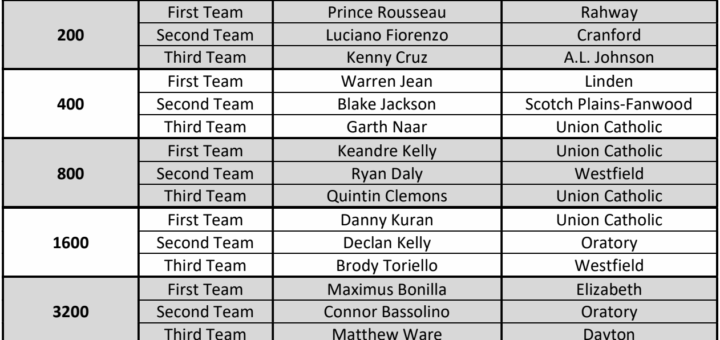 200 First Team Prince Rousseau Rahway
Second Team Luciano Fiorenzo Cranford
Third Team Kenny Cruz A.L. Johnson
400 First Team Warren Jean Linden
Second Team Blake Jackson Scotch Plains-Fanwood
Third Team Garth Naar Union Catholic
800 First Team Keandre Kelly Union Catholic
Second Team Ryan Daly Westfield
Third Team Quintin Clemons Union Catholic
1600 First Team Danny Kuran Union Catholic
Second Team Declan Kelly Oratory
Third Team Brody Toriello Westfield
3200 First Team Maximus Bonilla Elizabeth
Second Team Connor Bassolino Oratory
Third Team Matthew Ware Dayton